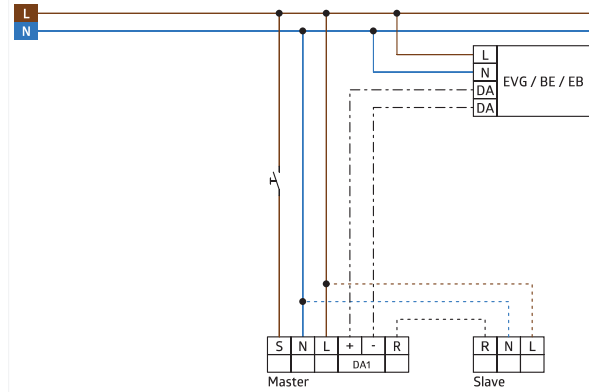 L
N
L
N
DA
DA
EVG / BE / EB
S N L + - R
DA1
Master
R N L
Slave